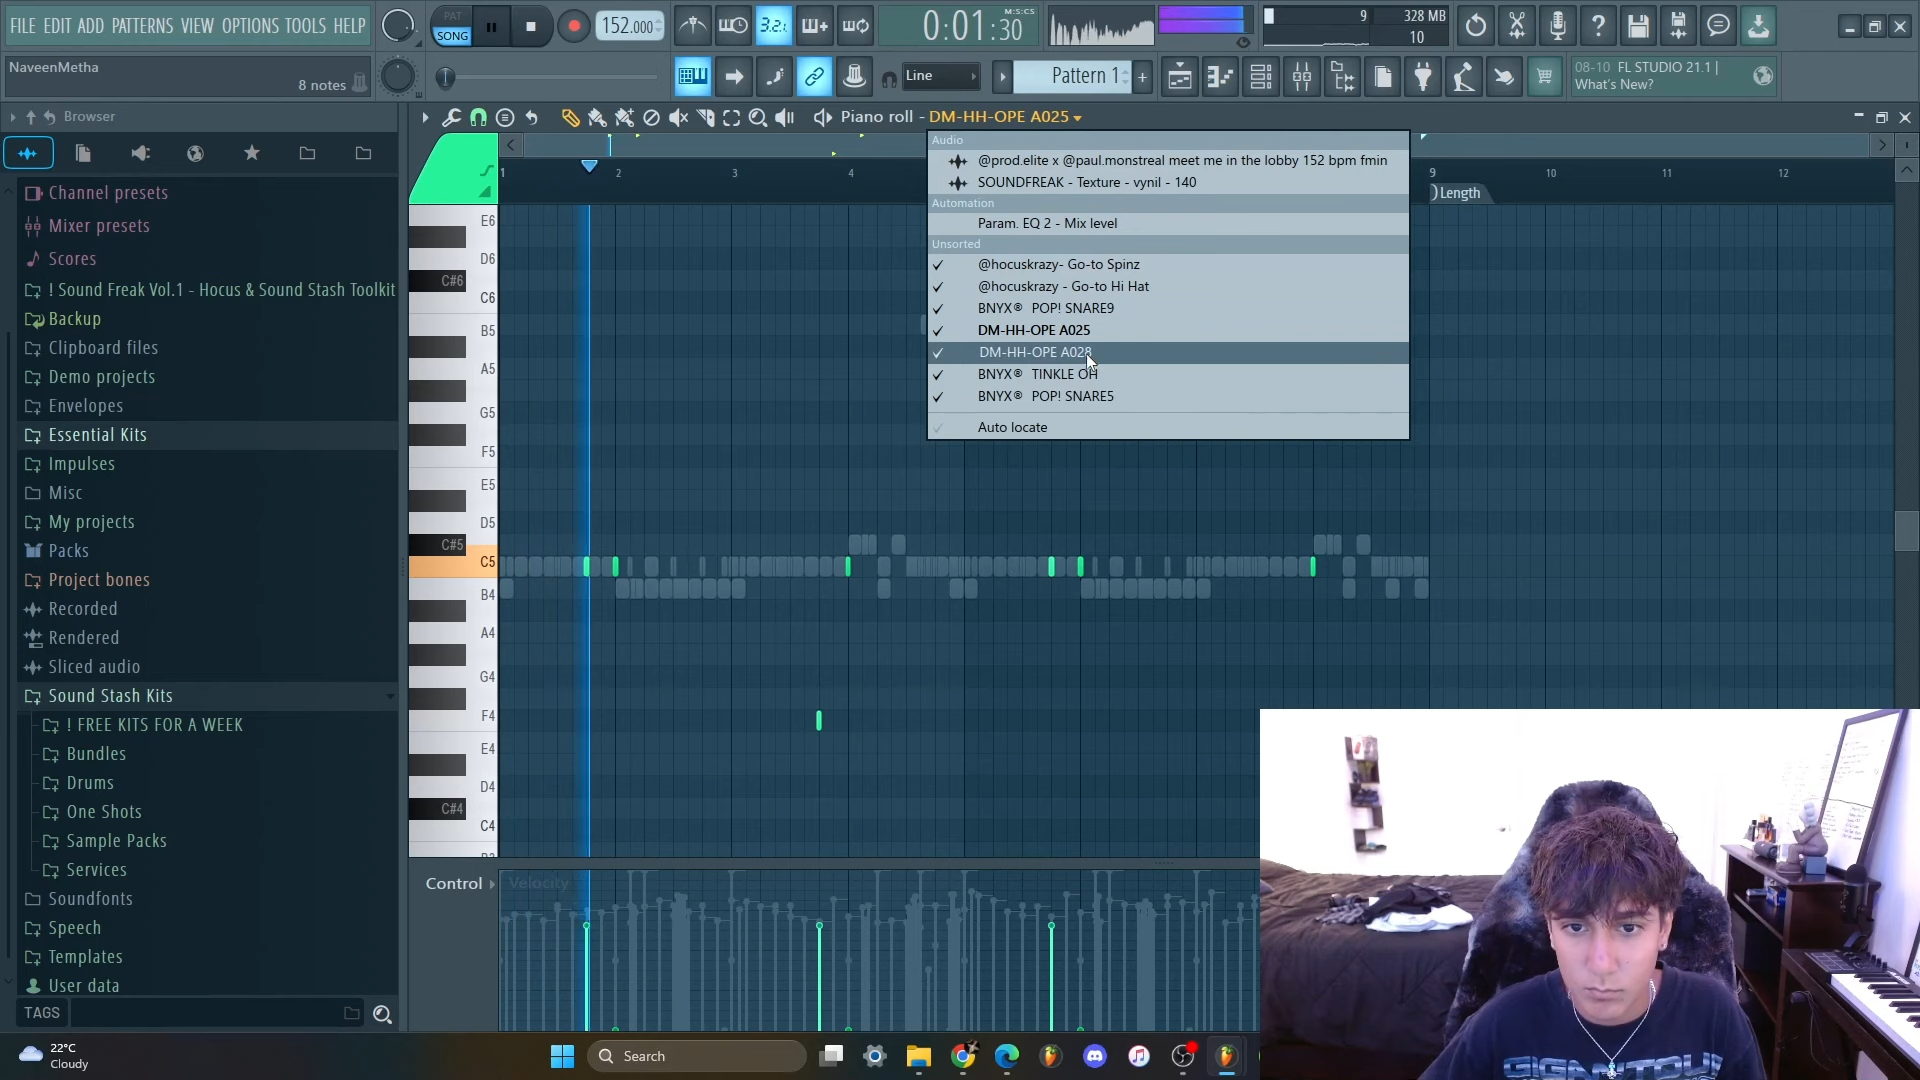 FILE EDIT ADD PATTERNS VIEW OPTIONS TOOLS HELP
PAT
SONG
152.000
3.2.1
0:01:30
M:S:CS
9
328 MB
10
NaveenMetha
8 notes
Line
Pattern 1
08-10 FL STUDIO 21.1 |
What's New?
Browser
Piano roll - DM-HH-OPE A025
Channel presets
Mixer presets
Scores
! Sound Freak Vol.1 - Hocus & Sound Stash Toolkit
Backup
Clipboard files
Demo projects
Envelopes
Essential Kits
Impulses
Misc
My projects
Packs
Project bones
Recorded
Rendered
Sliced audio
Sound Stash Kits
! FREE KITS FOR A WEEK
Bundles
Drums
One Shots
Sample Packs
Services
Soundfonts
Speech
Templates
User data
TAGS
1
2
3
4
9
10
11
12
Length
Audio
@prod.elite x @paul.monstreal meet me in the lobby 152 bpm fmin
SOUNDFREAK - Texture - vynil - 140
Automation
Param. EQ 2 - Mix level
Unsorted
@hocuskrazy- Go-to Spinz
@hocuskrazy - Go-to Hi Hat
BNYX® POP! SNARE9
DM-HH-OPE A025
DM-HH-OPE A028
BNYX® TINKLE OH
BNYX® POP! SNARE5
Auto locate
E6
D6
C#6
C6
B5
A5
G5
F5
E5
D5
C#5
C5
B4
A4
G4
F4
E4
D4
C#4
C4
Control
Velocity
22°C
Cloudy
Search